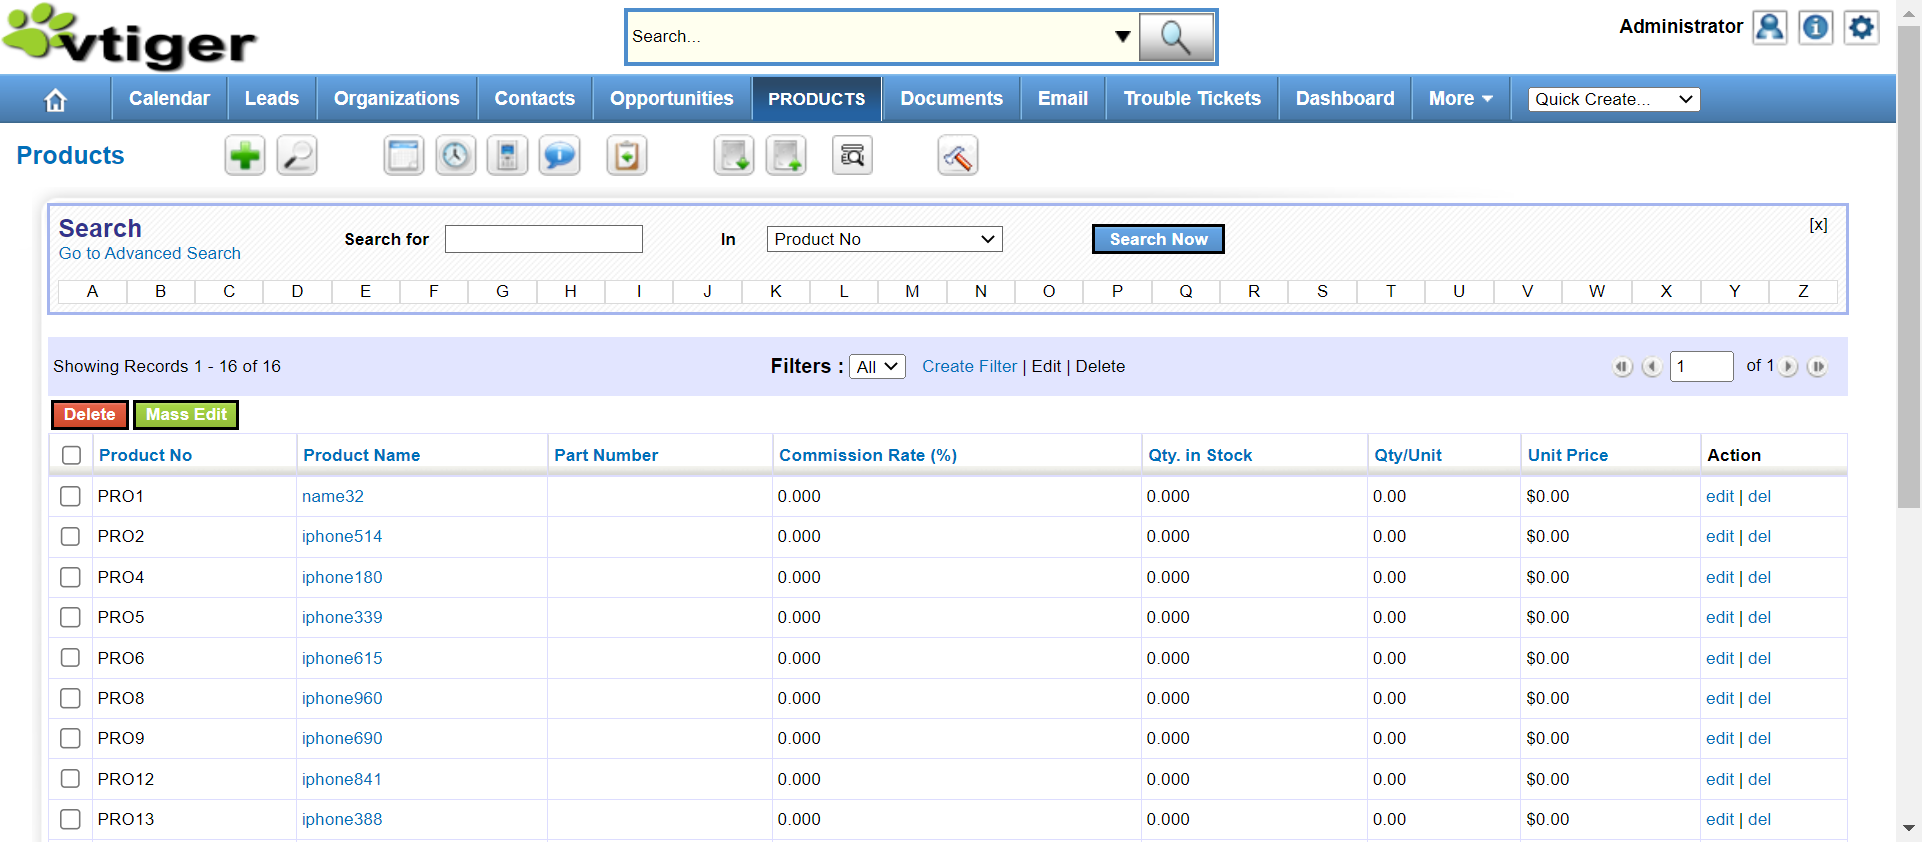 vtiger
Search...
Administrator
Calendar Leads Organizations Contacts Opportunities PRODUCTS Documents Email Trouble Tickets Dashboard More Quick Create...
Products
Search
Go to Advanced Search
Search for In Product No Search Now [x]
A B C D E F G H I J K L M N O P Q R S T U V W X Y Z
Showing Records 1 - 16 of 16 Filters : All Create Filter | Edit | Delete 1 of 1
Delete Mass Edit
Product No Product Name Part Number Commission Rate (%) Qty. in Stock Qty/Unit Unit Price Action
PRO1 name32 0.000 0.000 0.00 $0.00 edit | del
PRO2 iphone514 0.000 0.000 0.00 $0.00 edit | del
PRO4 iphone180 0.000 0.000 0.00 $0.00 edit | del
PRO5 iphone339 0.000 0.000 0.00 $0.00 edit | del
PRO6 iphone615 0.000 0.000 0.00 $0.00 edit | del
PRO8 iphone960 0.000 0.000 0.00 $0.00 edit | del
PRO9 iphone690 0.000 0.000 0.00 $0.00 edit | del
PRO12 iphone841 0.000 0.000 0.00 $0.00 edit | del
PRO13 iphone388 0.000 0.000 0.00 $0.00 edit | del